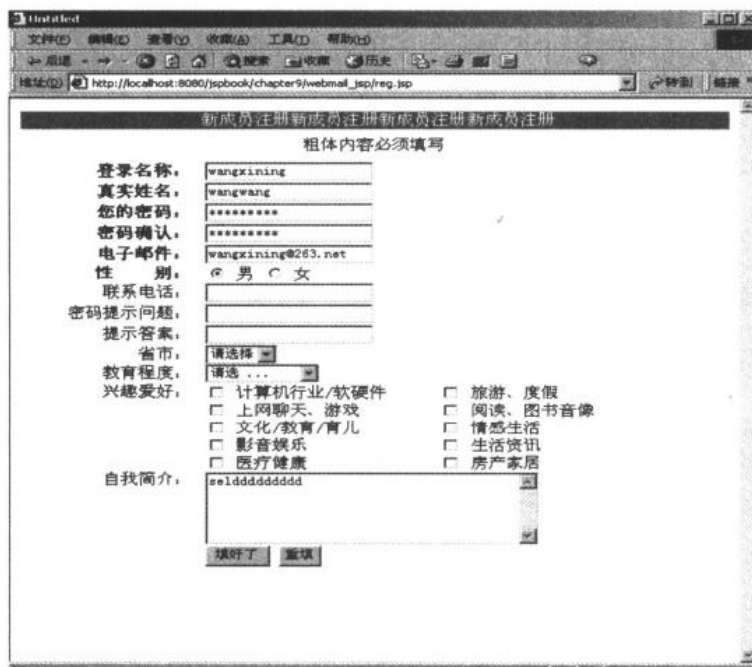 Untitled
文件(F) 编辑(E) 查看(V) 收藏(A) 工具(T) 帮助(H)
后退 搜索 收藏 历史
地址(D) http://localhost:8080/jspbook/chapter9/webmail_jsp/reg.jsp 转到 链接 »
新成员注册新成员注册新成员注册新成员注册
粗体内容必须填写
登录名称: wangxining
真实姓名: wangwang
您的密码: *********
密码确认: *********
电子邮件: wangxining@263.net
性 别: 男 女
联系电话:
密码提示问题:
提示答案:
省市: 请选择
教育程度: 请选 ...
兴趣爱好: 计算机行业/软硬件 旅游、度假
上网聊天、游戏 阅读、图书音像
文化/教育/育儿 情感生活
影音娱乐 生活资讯
医疗健康 房产家居
自我简介: seldddddddddd
填好了 重填